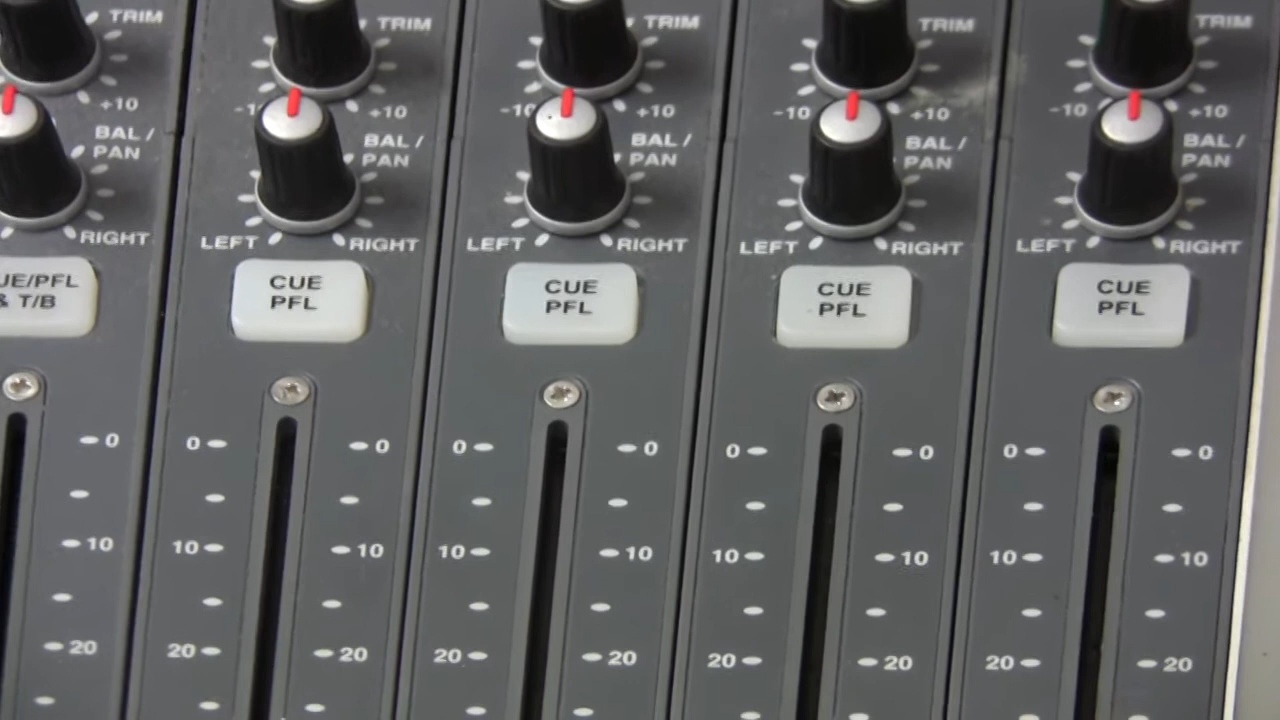 TRIM TRIM TRIM TRIM TRIM
+10 -10 +10 -10 +10 -10 +10 -10 +10
BAL / BAL / BAL / BAL / BAL /
PAN PAN PAN PAN PAN
RIGHT LEFT RIGHT LEFT RIGHT LEFT RIGHT LEFT RIGHT
UE/PFL CUE CUE CUE CUE
& T/B PFL PFL PFL PFL
0 0 0 0 0 0 0 0 0
10 10 10 10 10 10 10 10 10
20 20 20 20 20 20 20 20 20